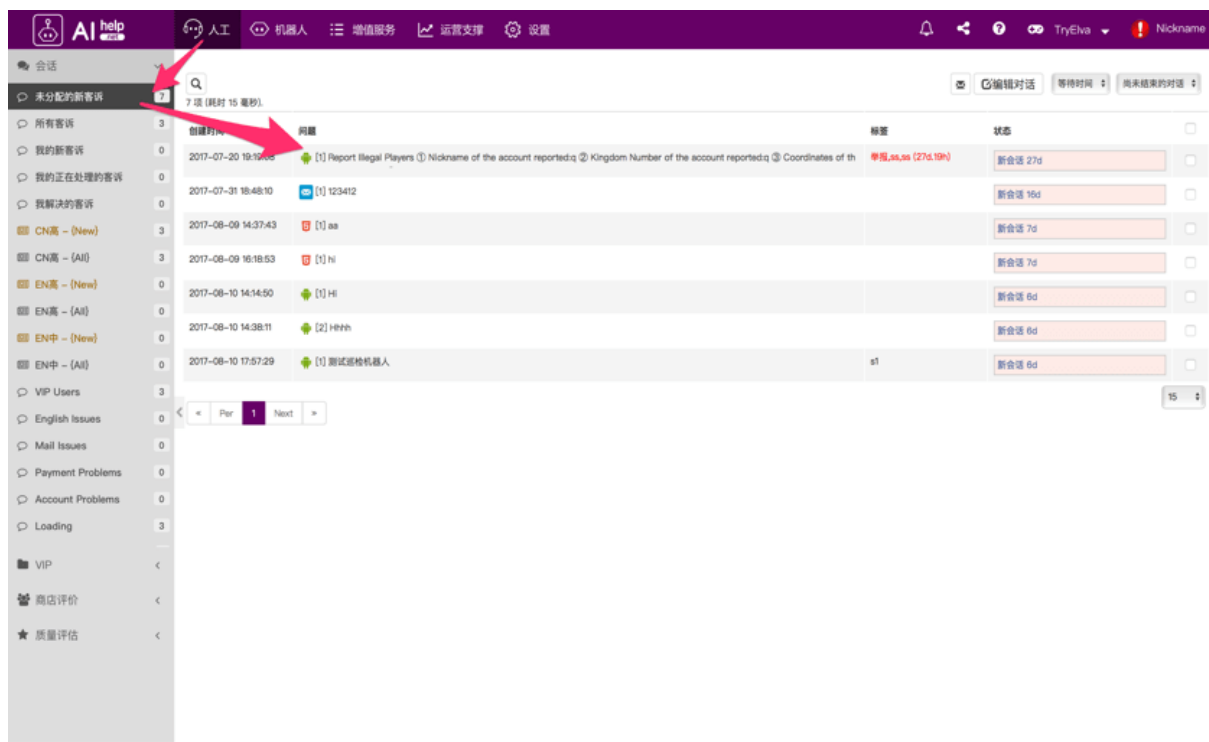 AI help .net
人工 机器人 增值服务 运营支撑 设置 TryElva Nickname
会话
未分配的新客诉 7
所有客诉 3
我的新客诉 0
我的正在处理的客诉 0
我解决的客诉 0
CN高 – {New} 3
CN高 – {All} 3
EN高 – {New} 0
EN高 – {All} 0
EN中 – {New} 0
EN中 – {All} 0
VIP Users 3
English Issues 0
Mail Issues 0
Payment Problems 0
Account Problems 0
Loading 3
VIP
商店评价
质量评估
编辑对话 等待时间 尚未结束的对话
7 项 (耗时 15 毫秒).
创建时间 问题 标签 状态
2017-07-20 19:19:08 [1] Report Illegal Players ① Nickname of the account reported:q ② Kingdom Number of the account reported:q ③ Coordinates of th 举报,ss,ss (27d.19h) 新会话 27d
2017-07-31 18:48:10 [1] 123412 新会话 16d
2017-08-09 14:37:43 [1] aa 新会话 7d
2017-08-09 16:18:53 [1] hi 新会话 7d
2017-08-10 14:14:50 [1] Hi 新会话 6d
2017-08-10 14:38:11 [2] Hhhh 新会话 6d
2017-08-10 17:57:29 [1] 测试巡检机器人 s1 新会话 6d
15
« Per 1 Next »